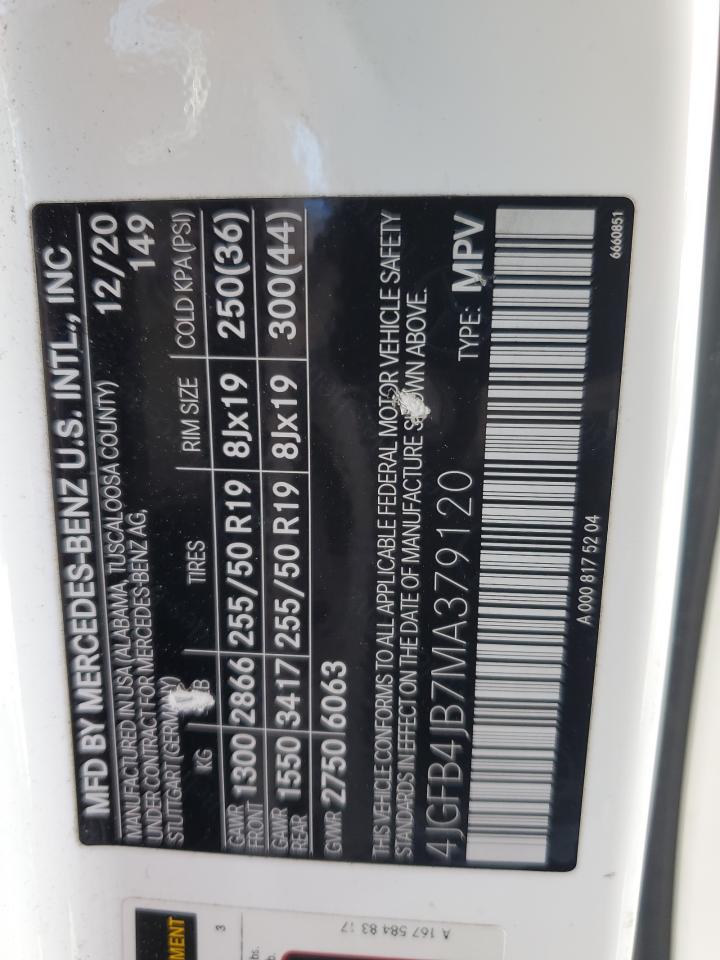 MFD BY MERCEDES-BENZ U.S. INTL., INC
MANUFACTURED IN USA (ALABAMA, TUSCALOOSA COUNTY) 12/20
UNDER CONTRACT FOR MERCEDES-BENZ AG, 149
STUTTGART (GERMANY)
KG LB TIRES RIM SIZE COLD KPA (PSI)
GAWR FRONT 1300 2866 255/50 R19 8Jx19 250(36)
GAWR REAR 1550 3417 255/50 R19 8Jx19 300(44)
GVWR 2750 6063
THIS VEHICLE CONFORMS TO ALL APPLICABLE FEDERAL MOTOR VEHICLE SAFETY
STANDARDS IN EFFECT ON THE DATE OF MANUFACTURE SHOWN ABOVE.
4JGFB4JB7MA379120 TYPE: MPV
A 000 817 52 04 6660851
MENT
3
A 167 584 83 17